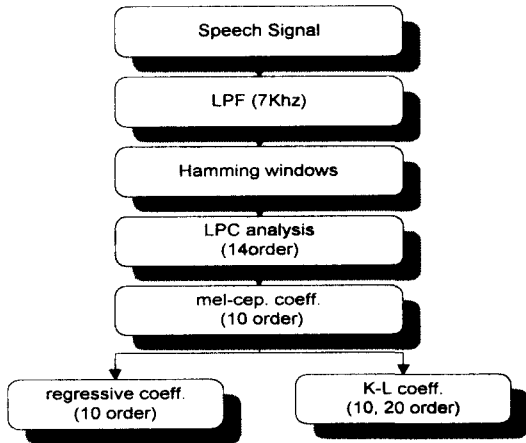 Speech Signal
LPF (7Khz)
Hamming windows
LPC analysis
(14order)
mel-cep. coeff.
(10 order)
regressive coeff.
(10 order)
K-L coeff.
(10, 20 order)